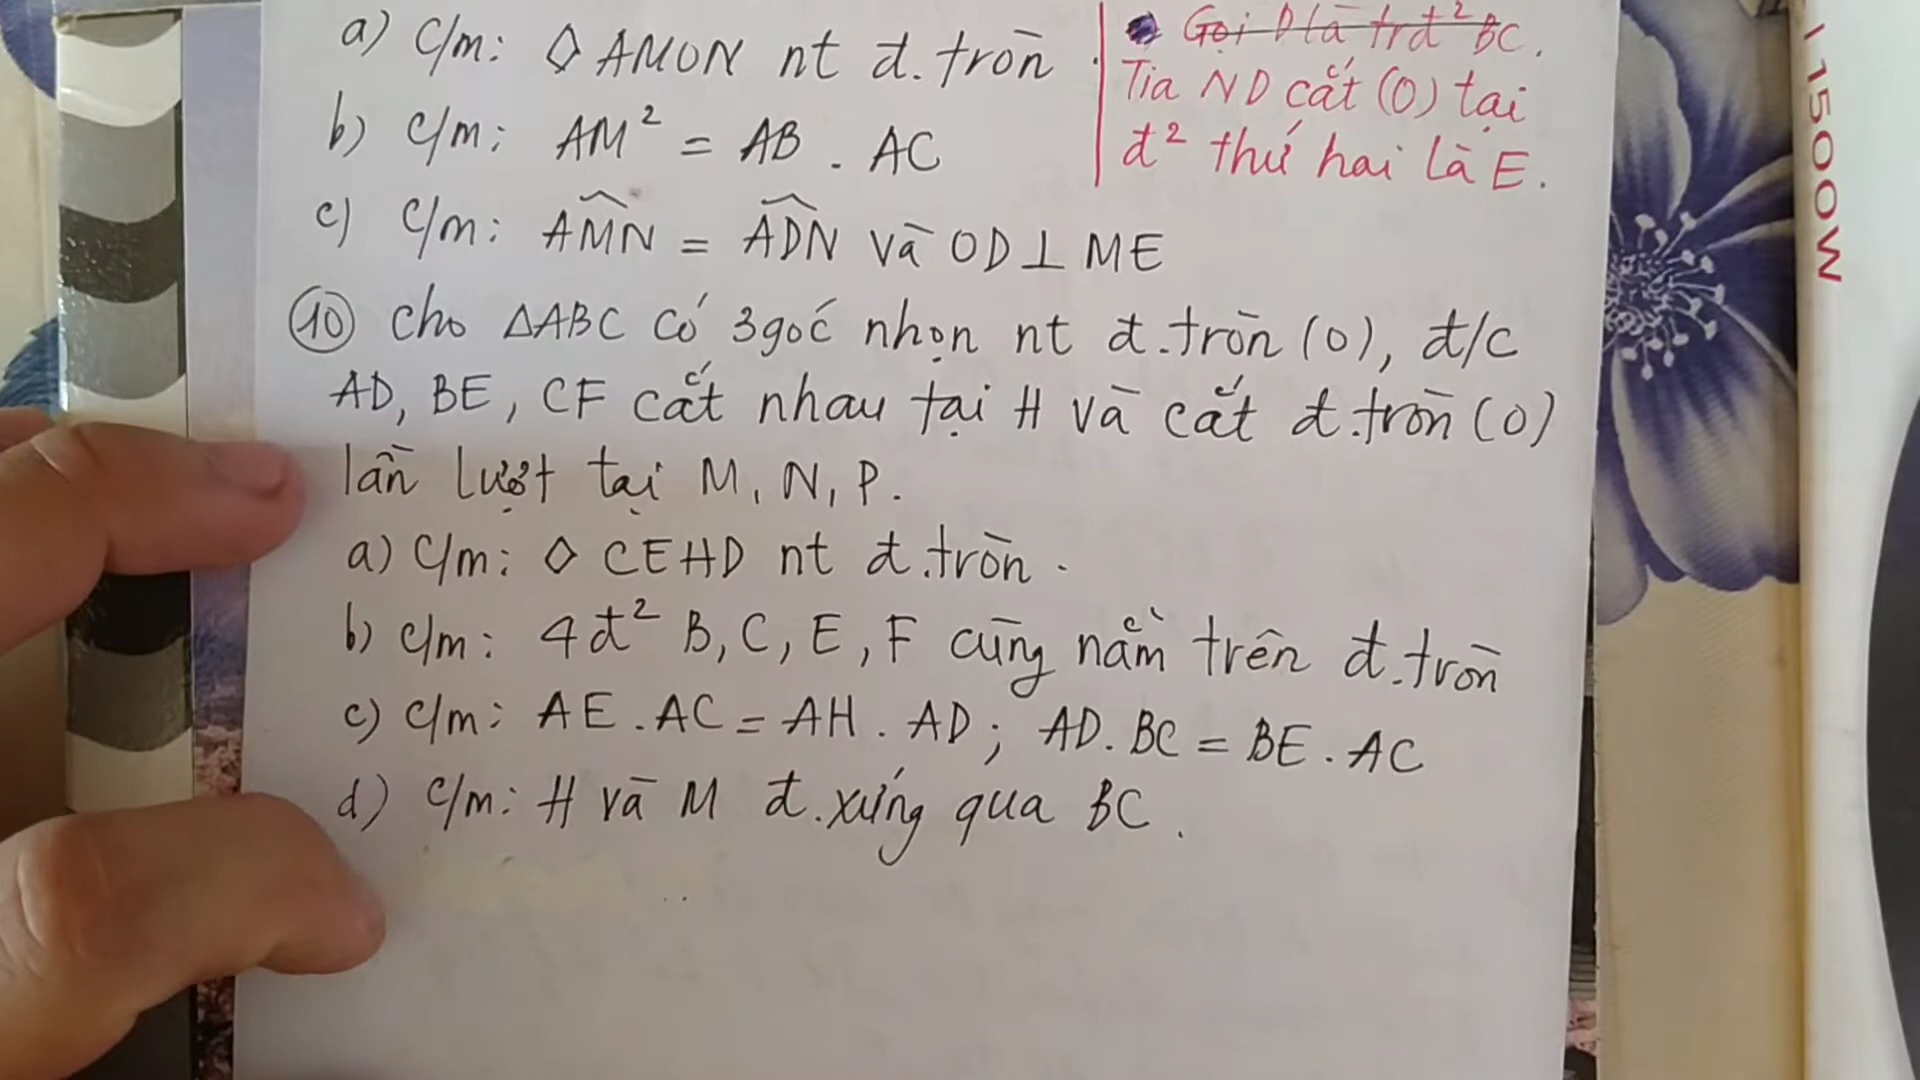 a) C/m: ◊ AMON nt đ.tròn.
b) C/m: AM² = AB . AC
c) C/m: AMN = ADN và OD ⊥ ME
Gọi D là trđ² BC.
Tia ND cắt (O) tại
đ² thứ hai là E.
⑩ Cho ΔABC có 3 góc nhọn nt đ.tròn (O), đ/c
AD, BE, CF cắt nhau tại H và cắt đ.tròn (O)
lần lượt tại M, N, P.
a) C/m: ◊ CEHD nt đ.tròn.
b) C/m: 4đ² B, C, E, F cũng nằm trên đ.tròn
c) C/m: AE . AC = AH . AD ; AD. BC = BE . AC
d) C/m: H và M đ.xứng qua BC.
1500W